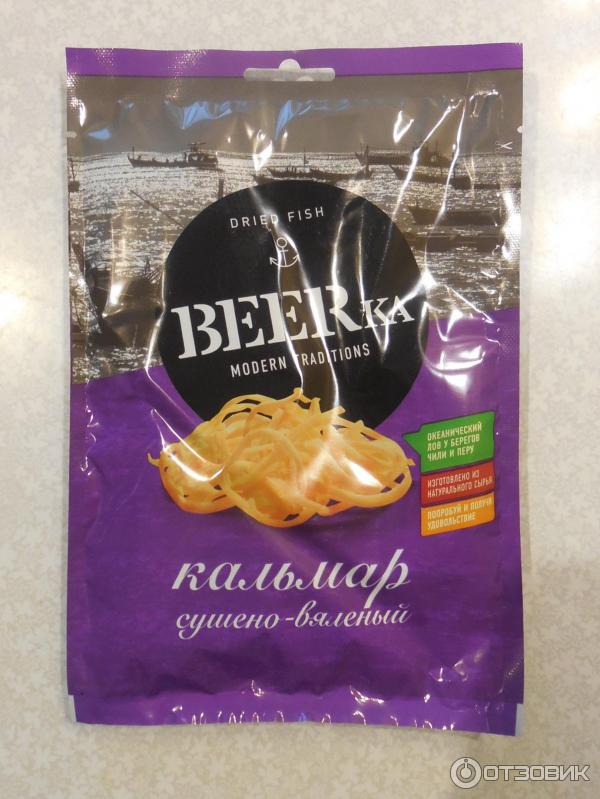 DRIED FISH
BEERKA
MODERN TRADITIONS
ОКЕАНИЧЕСКИЙ
ЛОВ У БЕРЕГОВ
ЧИЛИ И ПЕРУ
ИЗГОТОВЛЕНО ИЗ
НАТУРАЛЬНОГО СЫРЬЯ
ПОПРОБУЙ И ПОЛУЧИ
УДОВОЛЬСТВИЕ
кальмар
сушено-вяленый
ОТЗОВИК